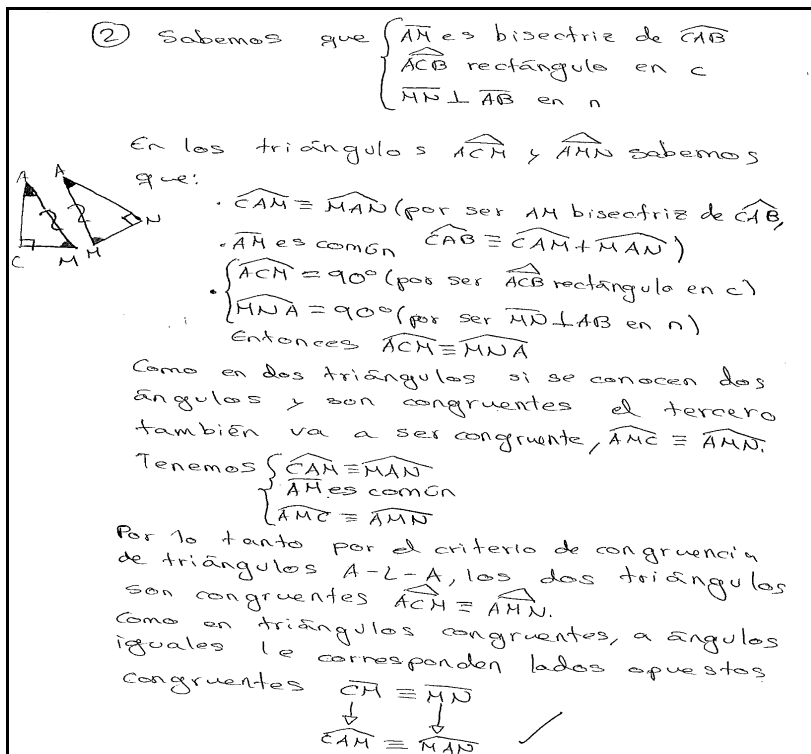 ② Sabemos que { AM es bisectriz de CAB
ACB rectángulo en c
MN ⊥ AB en n
En los triángulos ACM y AMN sabemos
que:
A A
N
C M M
· CAM ≡ MAN (por ser AM bisectriz de CAB,
· AM es común CAB ≡ CAM + MAN)
· { ACM = 90° (por ser ACB rectángulo en c)
MNA = 90° (por ser MN ⊥ AB en n)
Entonces ACM ≡ MNA
Como en dos triángulos si se conocen dos
ángulos y son congruentes el tercero
también va a ser congruente, AMC ≡ AMN.
Tenemos { CAM ≡ MAN
AM es común
AMC ≡ AMN
Por lo tanto por el criterio de congruencia
de triángulos A-L-A, los dos triángulos
son congruentes ACM ≡ AMN.
Como en triángulos congruentes, a ángulos
iguales le corresponden lados opuestos
congruentes CM ≡ MN
↓ ↓
CAM ≡ MAN ✓